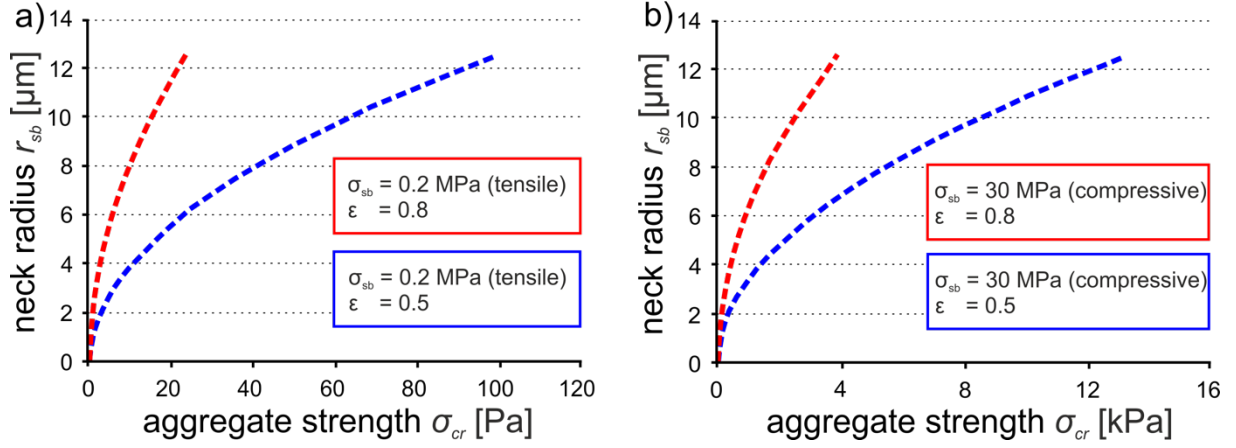 a)
14
12
10
8
6
4
2
0
neck radius r_sb [µm]
σ_sb = 0.2 MPa (tensile)
ε = 0.8
σ_sb = 0.2 MPa (tensile)
ε = 0.5
0 20 40 60 80 100 120
aggregate strength σ_cr [Pa]
b)
14
12
10
8
6
4
2
0
neck radius r_sb [µm]
σ_sb = 30 MPa (compressive)
ε = 0.8
σ_sb = 30 MPa (compressive)
ε = 0.5
0 4 8 12 16
aggregate strength σ_cr [kPa]